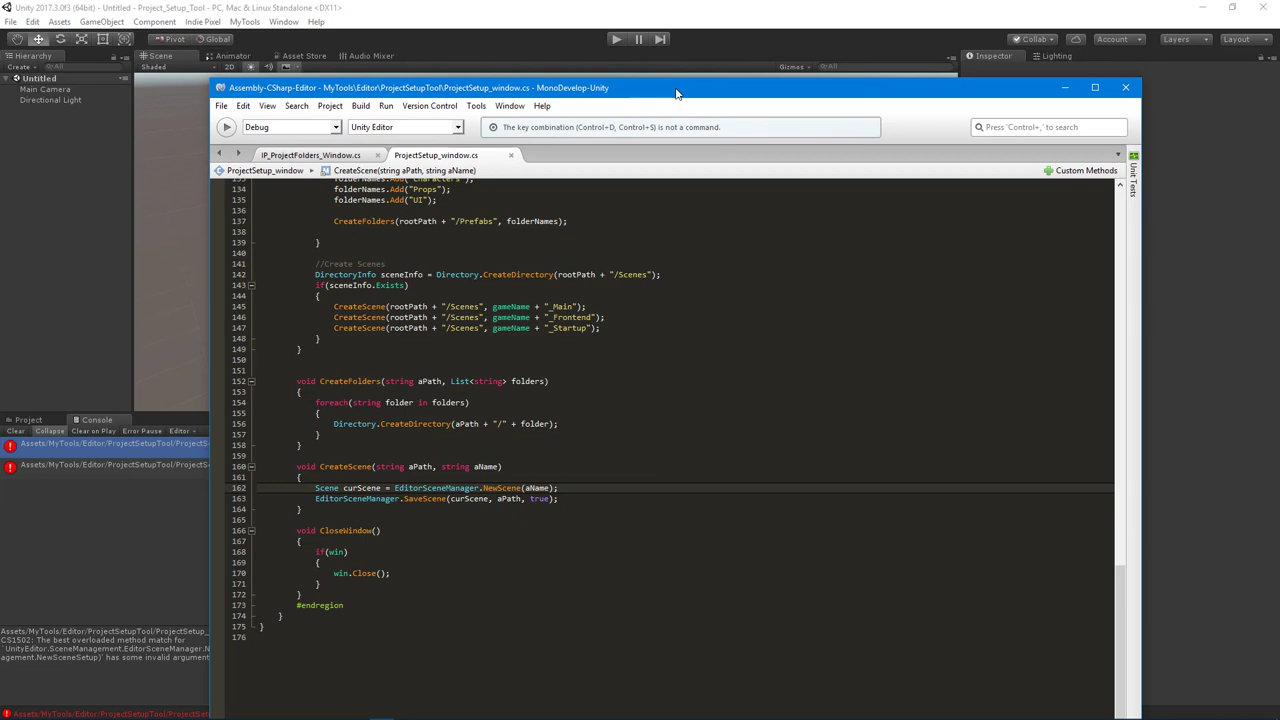 Unity 2017.3.0f3 (64bit) - Untitled - Project_Setup_Tool - PC, Mac & Linux Standalone <DX11>
File Edit Assets GameObject Component Indie Pixel MyTools Window Help
Pivot Global Collab Account Layers Layout
Hierarchy Scene Animator Asset Store Audio Mixer Inspector Lighting
Create All Shaded 2D Gizmos All
Untitled
Main Camera
Directional Light
Assembly-CSharp-Editor - MyTools\Editor\ProjectSetupTool\ProjectSetup_window.cs - MonoDevelop-Unity
File Edit View Search Project Build Run Version Control Tools Window Help
Debug Unity Editor The key combination (Control+D, Control+S) is not a command. Press 'Control+,' to search
IP_ProjectFolders_Window.cs ProjectSetup_window.cs
ProjectSetup_window CreateScene(string aPath, string aName) Custom Methods
Unit Tests
133 folderNames.Add("Characters");
134 folderNames.Add("Props");
135 folderNames.Add("UI");
136
137 CreateFolders(rootPath + "/Prefabs", folderNames);
138
139 }
140
141 //Create Scenes
142 DirectoryInfo sceneInfo = Directory.CreateDirectory(rootPath + "/Scenes");
143 if(sceneInfo.Exists)
144 {
145 CreateScene(rootPath + "/Scenes", gameName + "_Main");
146 CreateScene(rootPath + "/Scenes", gameName + "_Frontend");
147 CreateScene(rootPath + "/Scenes", gameName + "_Startup");
148 }
149 }
150
151
152 void CreateFolders(string aPath, List<string> folders)
153 {
154 foreach(string folder in folders)
155 {
156 Directory.CreateDirectory(aPath + "/" + folder);
157 }
158 }
159
160 void CreateScene(string aPath, string aName)
161 {
162 Scene curScene = EditorSceneManager.NewScene(aName);
163 EditorSceneManager.SaveScene(curScene, aPath, true);
164 }
165
166 void CloseWindow()
167 {
168 if(win)
169 {
170 win.Close();
171 }
172 }
173 #endregion
174 }
175 }
176
Project Console
Clear Collapse Clear on Play Error Pause Editor
Assets/MyTools/Editor/ProjectSetupTool/ProjectS
Assets/MyTools/Editor/ProjectSetupTool/ProjectS
Assets/MyTools/Editor/ProjectSetupTool/ProjectSetup_
CS1502: The best overloaded method match for
`UnityEditor.SceneManagement.EditorSceneManager.N
agement.NewSceneSetup)' has some invalid argument
Assets/MyTools/Editor/ProjectSetupTool/ProjectS